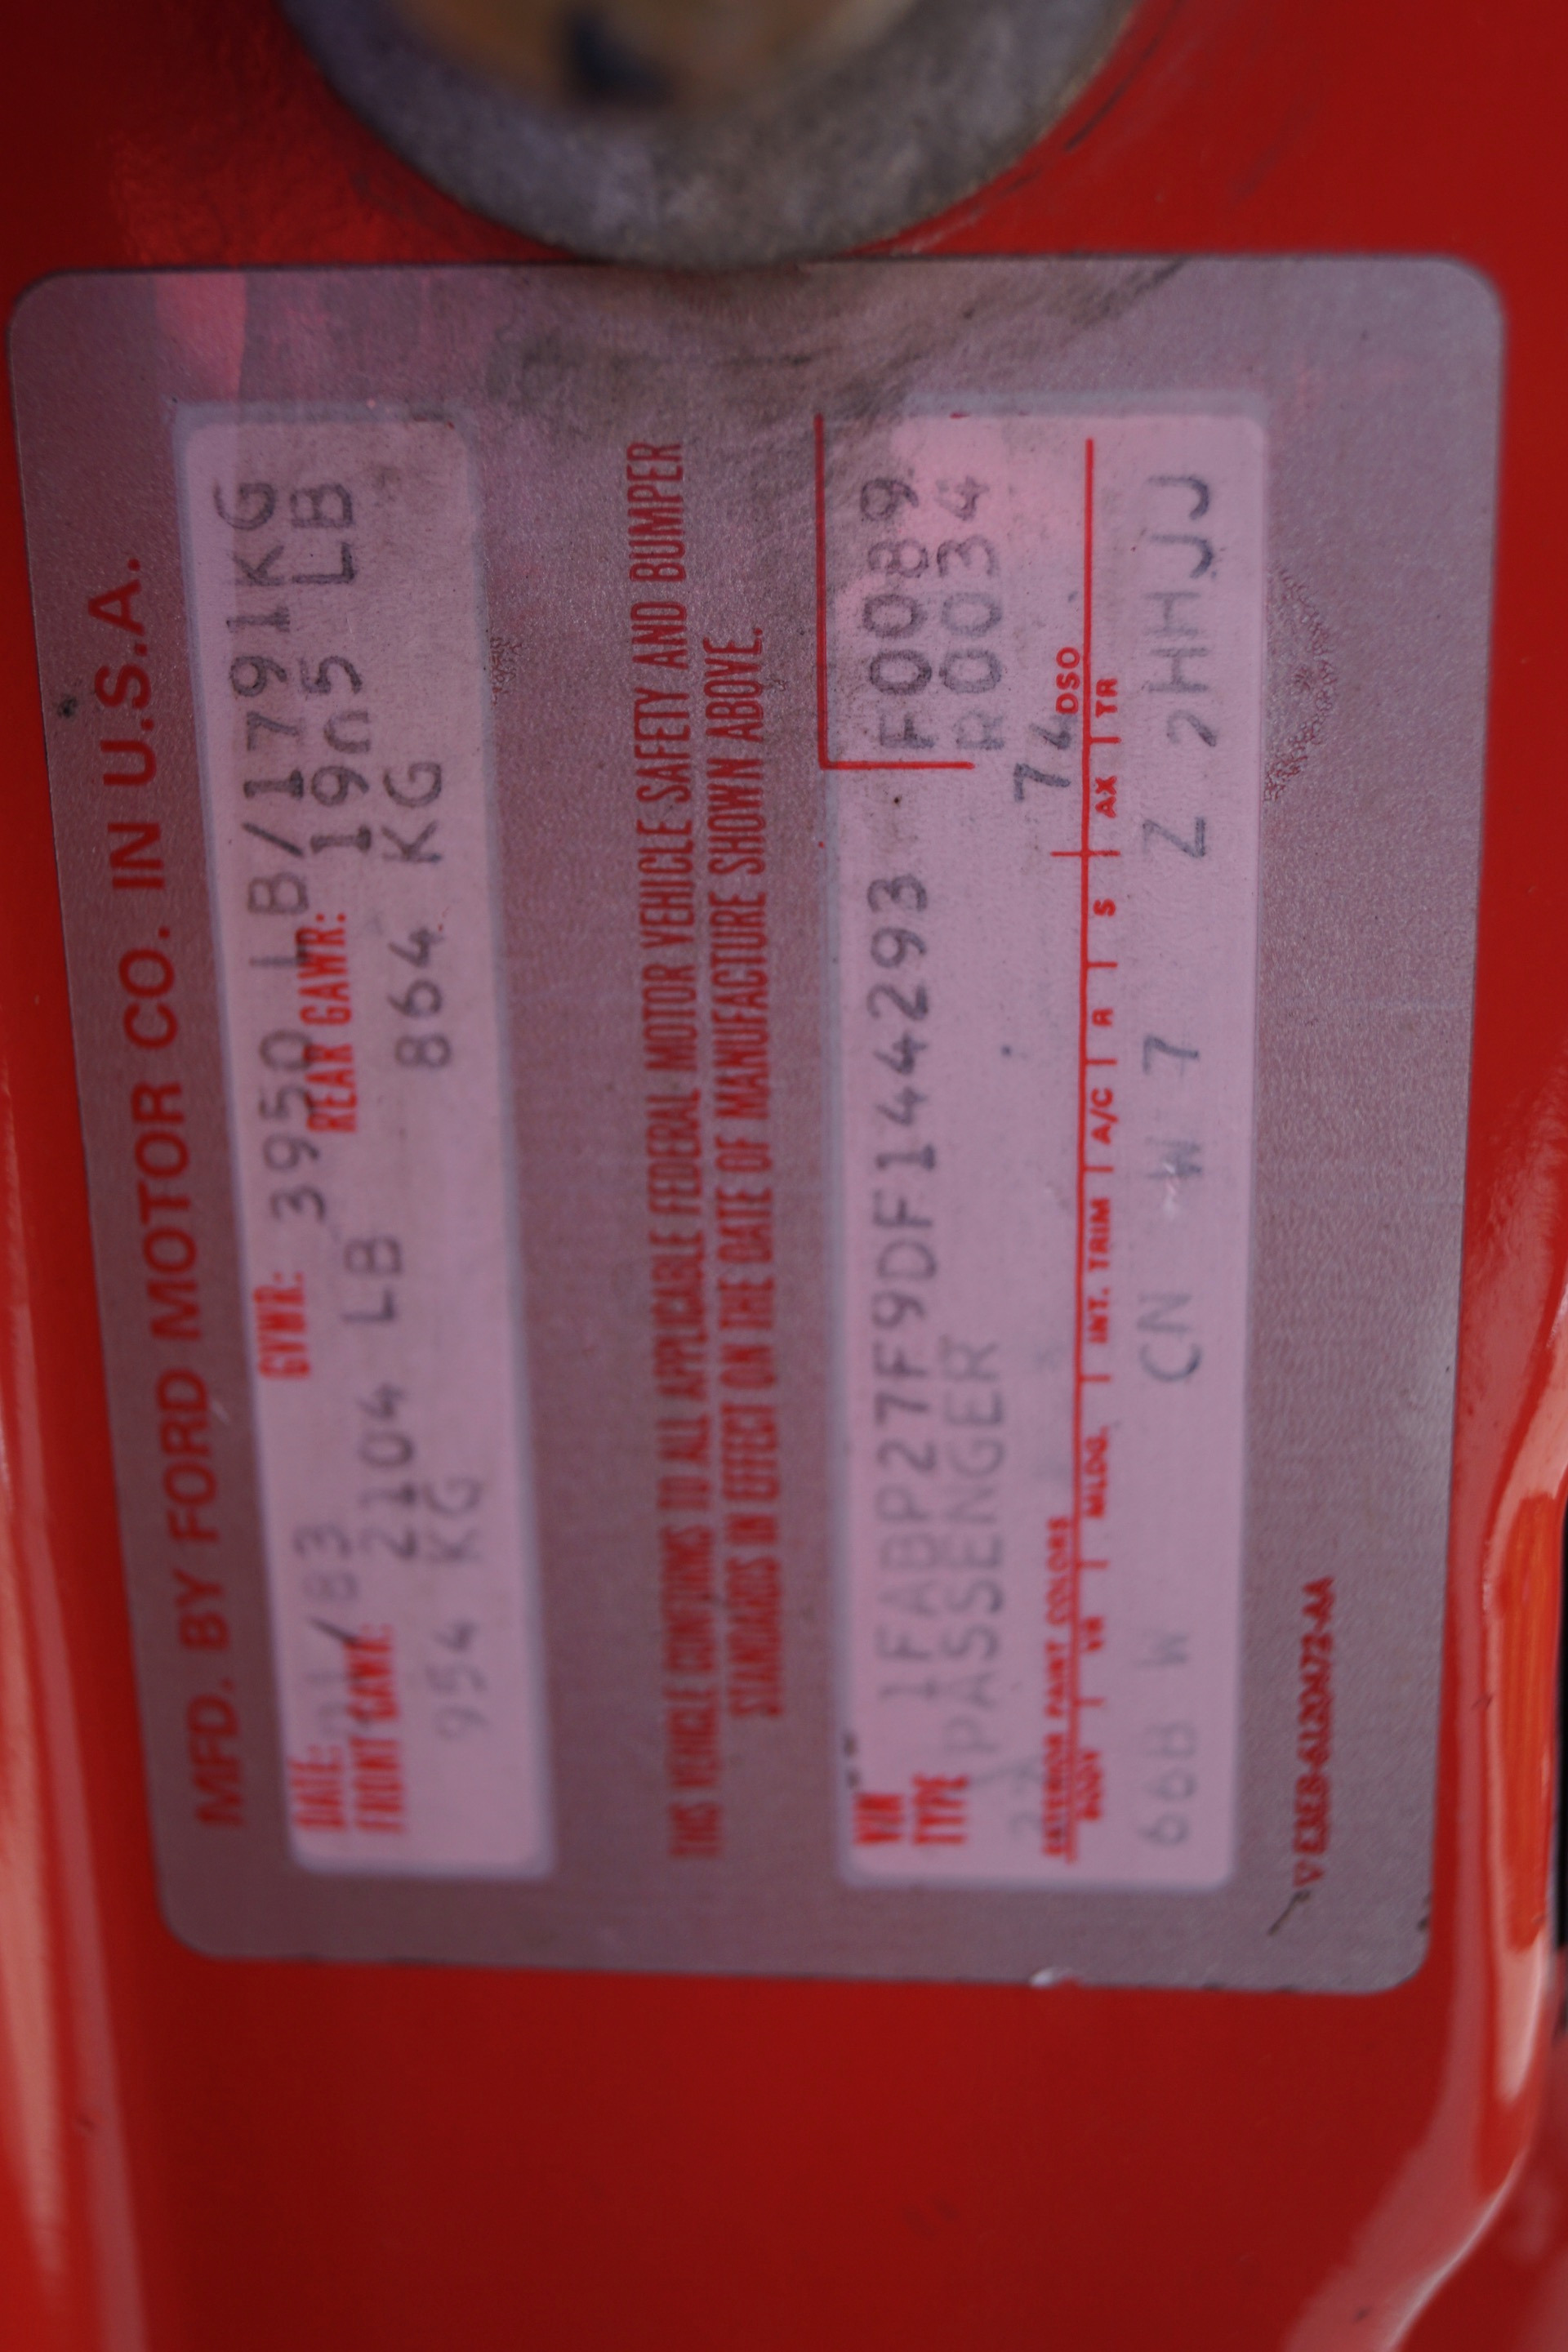 MFD. BY FORD MOTOR CO. IN U.S.A.
DATE: 01/83 GVWR: 3950 LB/1791KG
FRONT GAWR: 2104 LB REAR GAWR: 1905 LB
954 KG 864 KG
THIS VEHICLE CONFORMS TO ALL APPLICABLE FEDERAL MOTOR VEHICLE SAFETY AND BUMPER
STANDARDS IN EFFECT ON THE DATE OF MANUFACTURE SHOWN ABOVE.
VIN 1FABP27F9DF144293 F0089
TYPE PASSENGER R0034
74
EXTERIOR PAINT COLORS DSO
BODY VR MLDG. INT. TRIM A/C R S AX TR
66B W CN W 7 Z 2HHJJ
▽ E3EB-6120472-AA